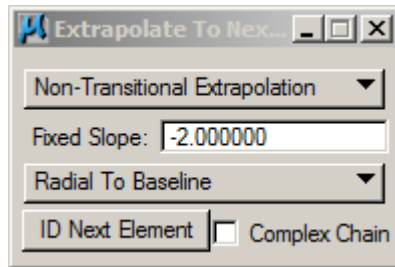 Extrapolate To Nex...
Non-Transitional Extrapolation
Fixed Slope: -2.000000
Radial To Baseline
ID Next Element Complex Chain